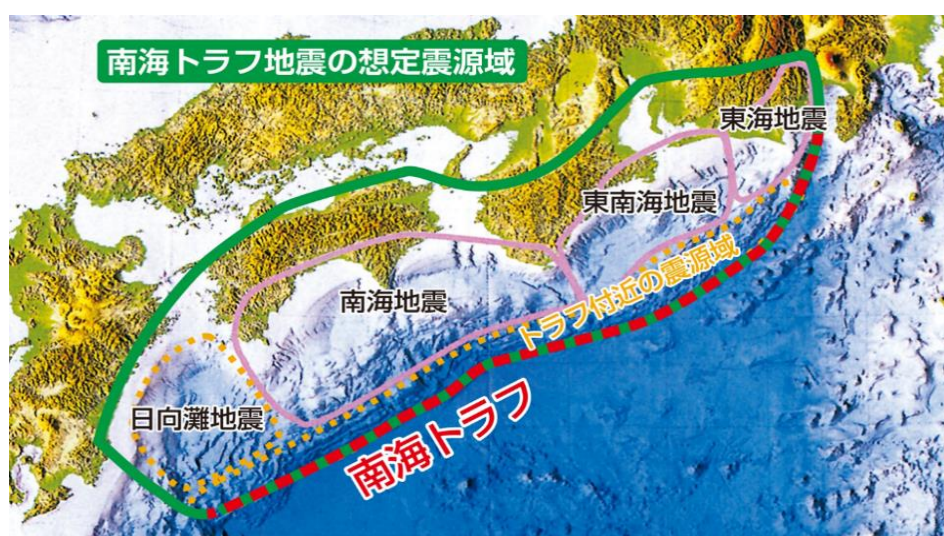 南海トラフ地震の想定震源域
東海地震
東南海地震
トラフ付近の震源域
南海地震
日向灘地震
南海トラフ